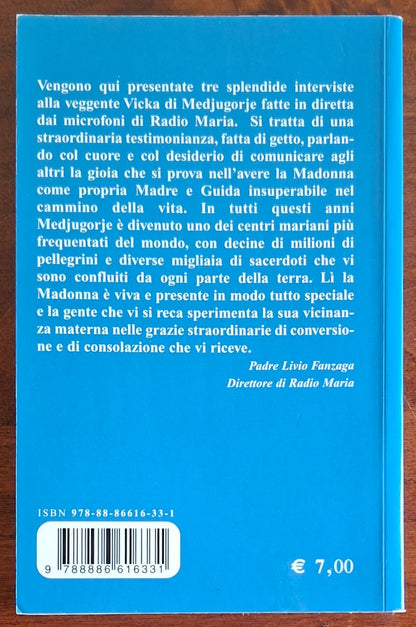 Vengono qui presentate tre splendide interviste
alla veggente Vicka di Medjugorje fatte in diretta
dai microfoni di Radio Maria. Si tratta di una
straordinaria testimonianza, fatta di getto, parlan-
do col cuore e col desiderio di comunicare agli
altri la gioia che si prova nell'avere la Madonna
come propria Madre e Guida insuperabile nel
cammino della vita. In tutti questi anni
Medjugorje è divenuto uno dei centri mariani più
frequentati del mondo, con decine di milioni di
pellegrini e diverse migliaia di sacerdoti che vi
sono confluiti da ogni parte della terra. Lì la
Madonna è viva e presente in modo tutto speciale
e la gente che vi si reca sperimenta la sua vicinan-
za materna nelle grazie straordinarie di conversio-
ne e di consolazione che vi riceve.
Padre Livio Fanzaga
Direttore di Radio Maria
ISBN 978-88-86616-33-1
9 788886 616331
€ 7,00